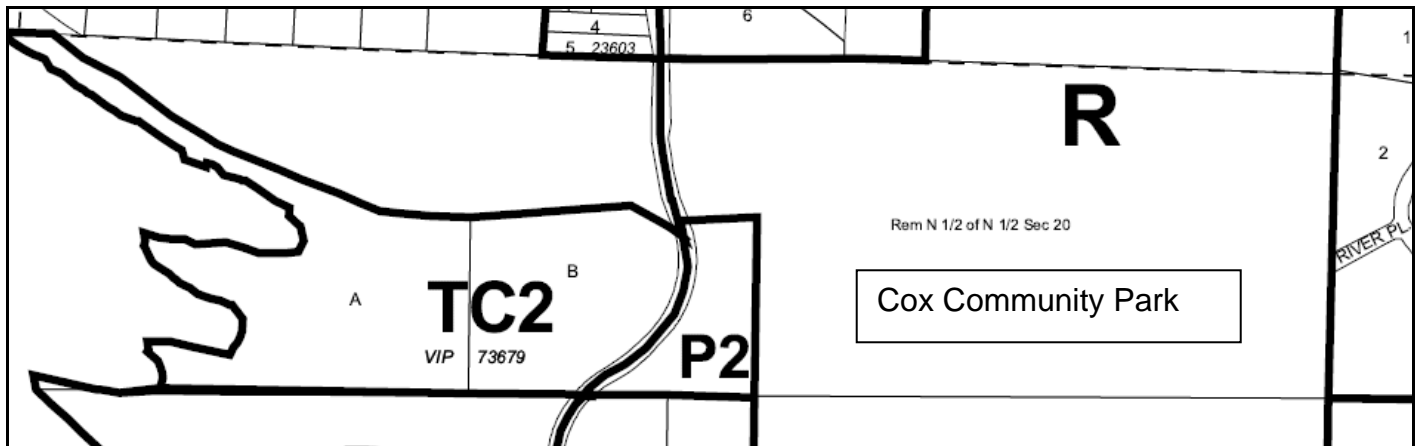 6
4
5 23603
1
R
2
Rem N 1/2 of N 1/2 Sec 20
RIVER PL.
B
A
TC2
Cox Community Park
VIP 73679
P2